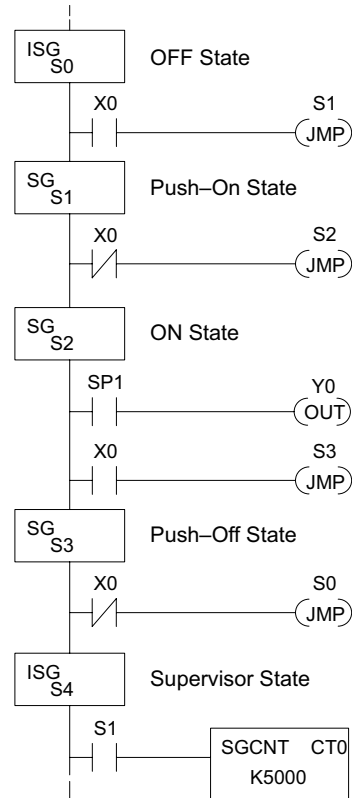 ISG
S0
OFF State
X0
S1
JMP
SG
S1
Push–On State
X0
S2
JMP
SG
S2
ON State
SP1
Y0
OUT
X0
S3
JMP
SG
S3
Push–Off State
X0
S0
JMP
ISG
S4
Supervisor State
S1
SGCNT CT0
K5000